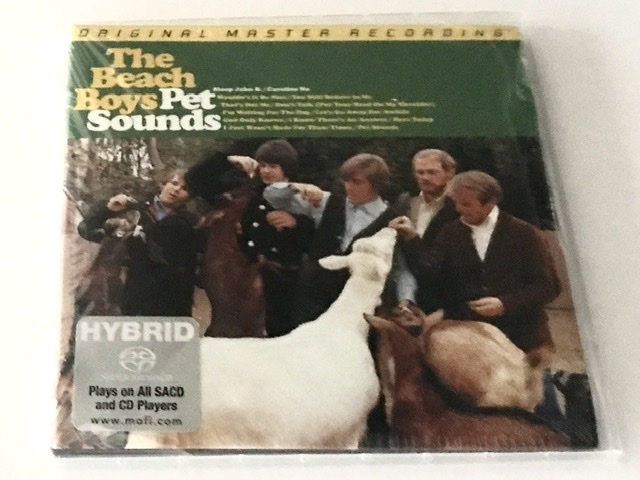 ORIGINAL MASTER RECORDING™
The
Beach
Boys Pet
Sounds
Sloop John B. / Caroline No
Wouldn't It Be Nice / You Still Believe In Me
That's Not Me / Don't Talk (Put Your Head On My Shoulder)
I'm Waiting For The Day / Let's Go Away For Awhile
God Only Knows / I Know There's An Answer / Here Today
I Just Wasn't Made For These Times / Pet Sounds
HYBRID
Plays on All SACD
and CD Players
www.mofi.com